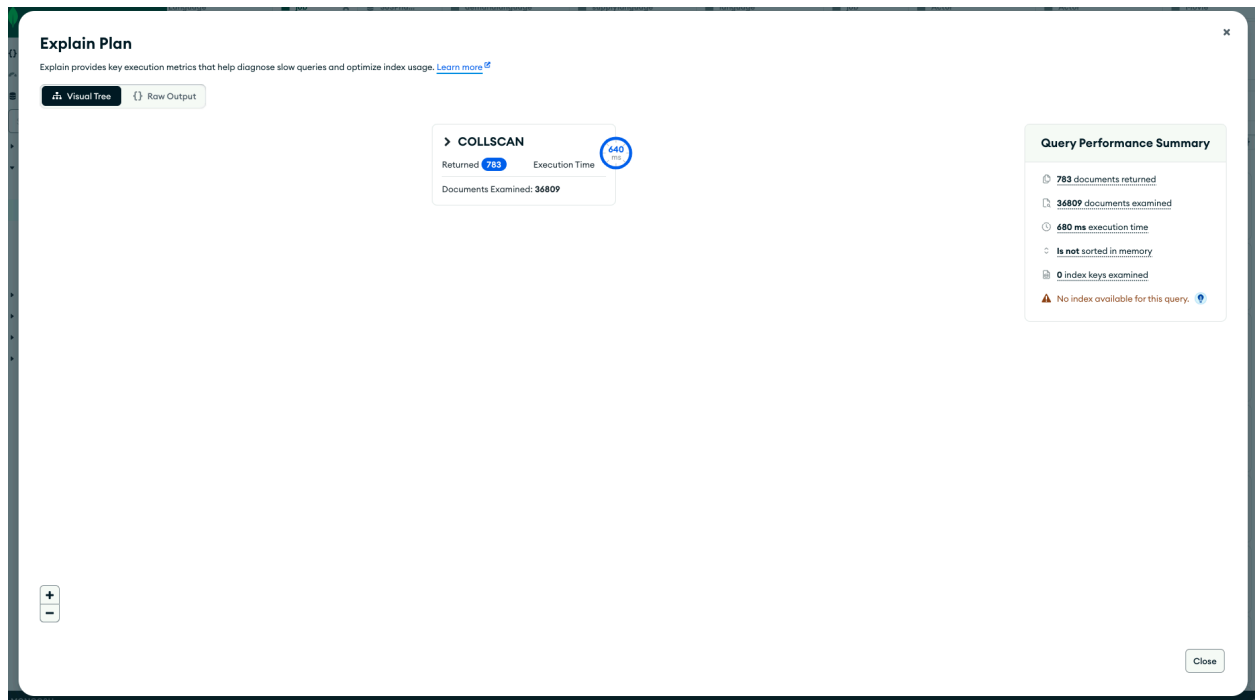 Explain Plan
Explain provides key execution metrics that help diagnose slow queries and optimize index usage. Learn more
Visual Tree
{} Raw Output
COLLSCAN
Returned 783 Execution Time 640 ms
Documents Examined: 36809
Query Performance Summary
783 documents returned
36809 documents examined
680 ms execution time
Is not sorted in memory
0 index keys examined
No index available for this query.
+
−
Close